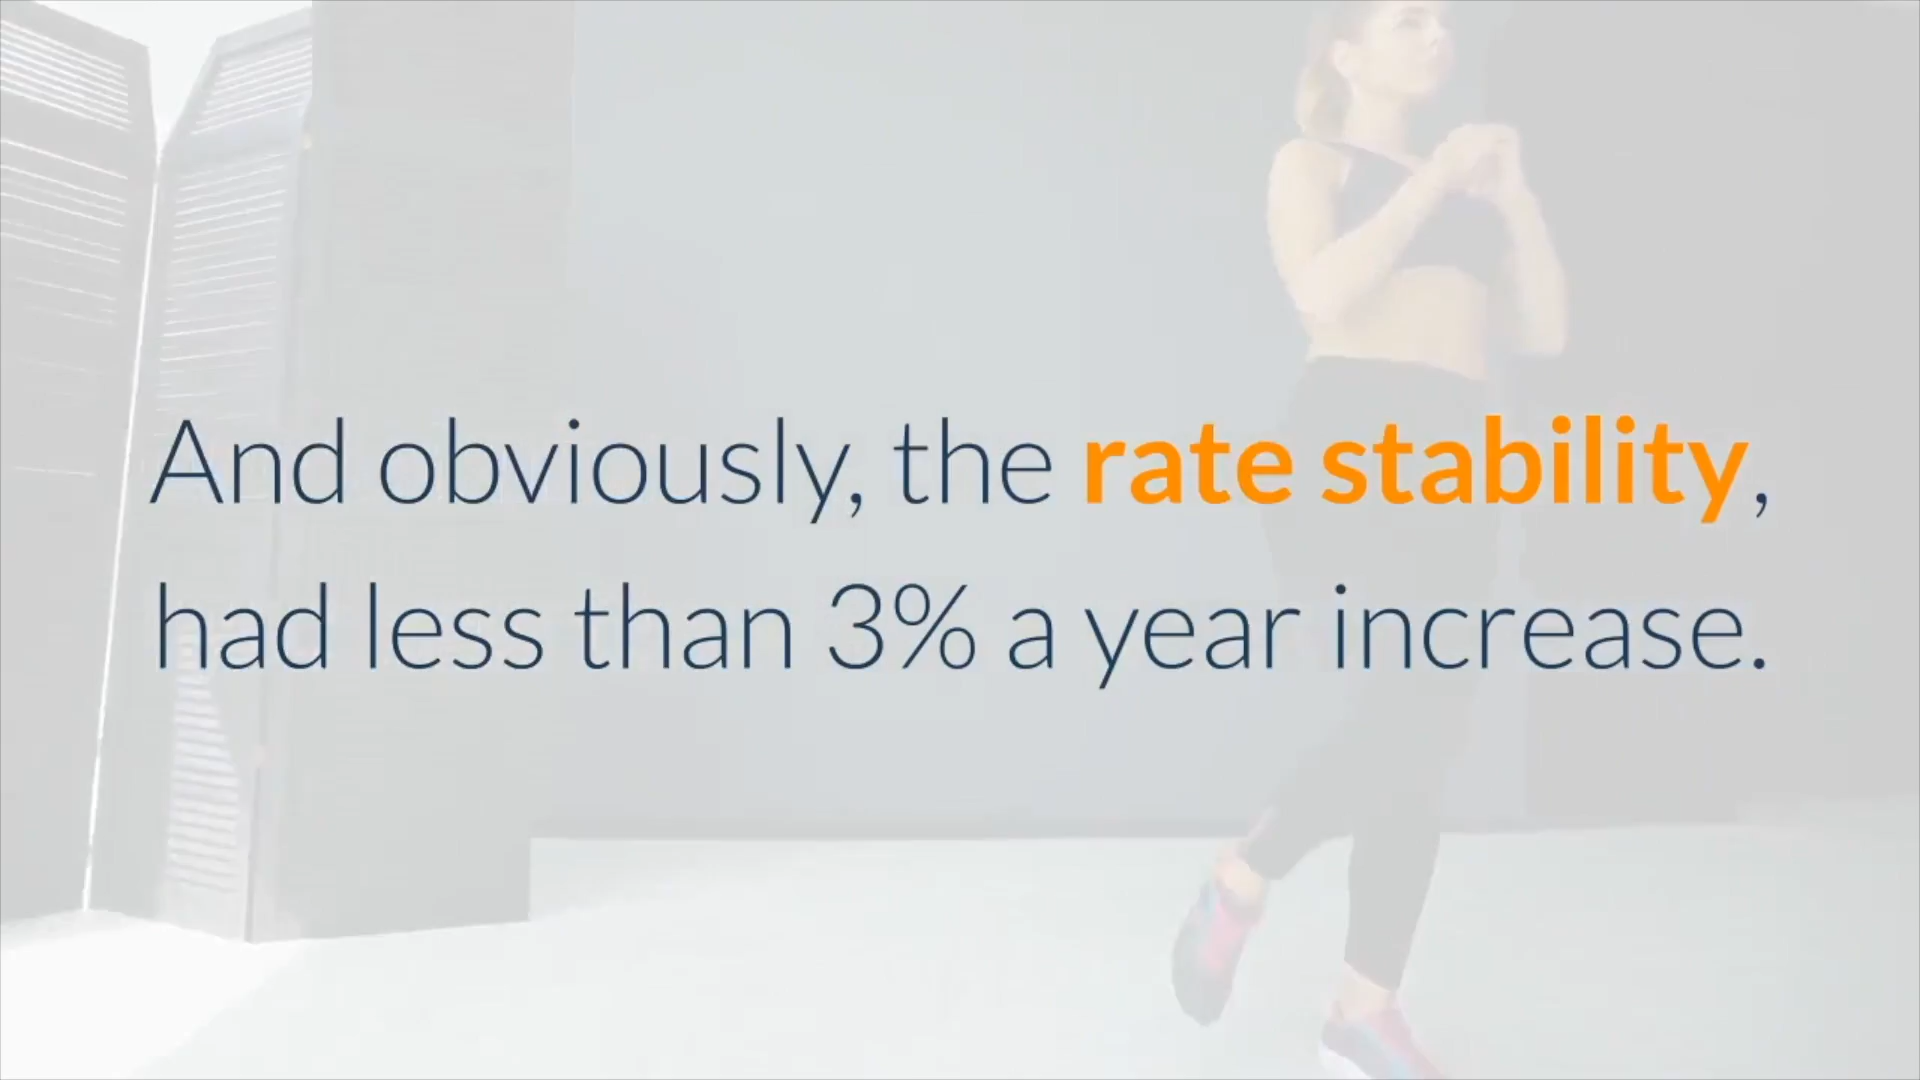 And obviously, the rate stability,
had less than 3% a year increase.